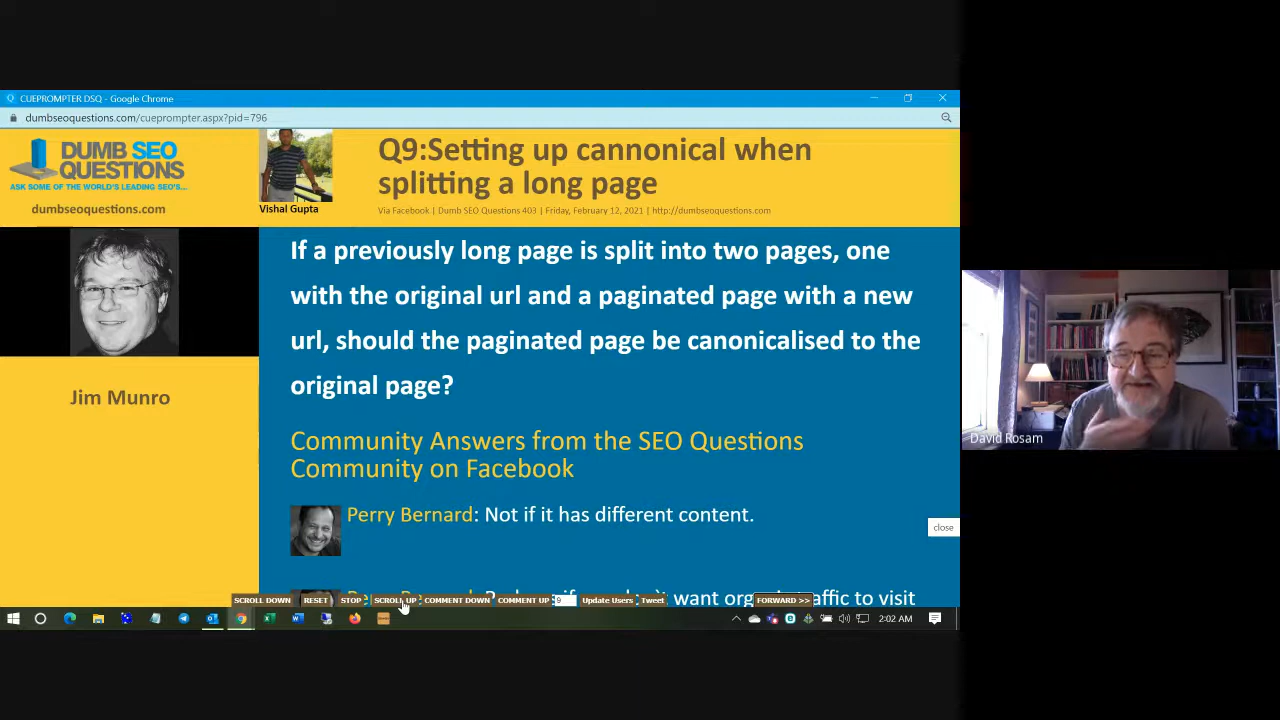 CUEPROMPTER DSQ - Google Chrome
dumbseoquestions.com/cueprompter.aspx?pid=796
DUMB SEO
QUESTIONS
ASK SOME OF THE WORLD'S LEADING SEO'S...
dumbseoquestions.com
Vishal Gupta
Q9:Setting up cannonical when
splitting a long page
Via Facebook | Dumb SEO Questions 403 | Friday, February 12, 2021 | http://dumbseoquestions.com
Jim Munro
If a previously long page is split into two pages, one
with the original url and a paginated page with a new
url, should the paginated page be canonicalised to the
original page?
Community Answers from the SEO Questions
Community on Facebook
Perry Bernard: Not if it has different content.
want
to visit
close
SCROLL DOWN RESET STOP SCROLL UP COMMENT DOWN COMMENT UP Update Users Tweet FORWARD >>
2:02 AM
David Rosam